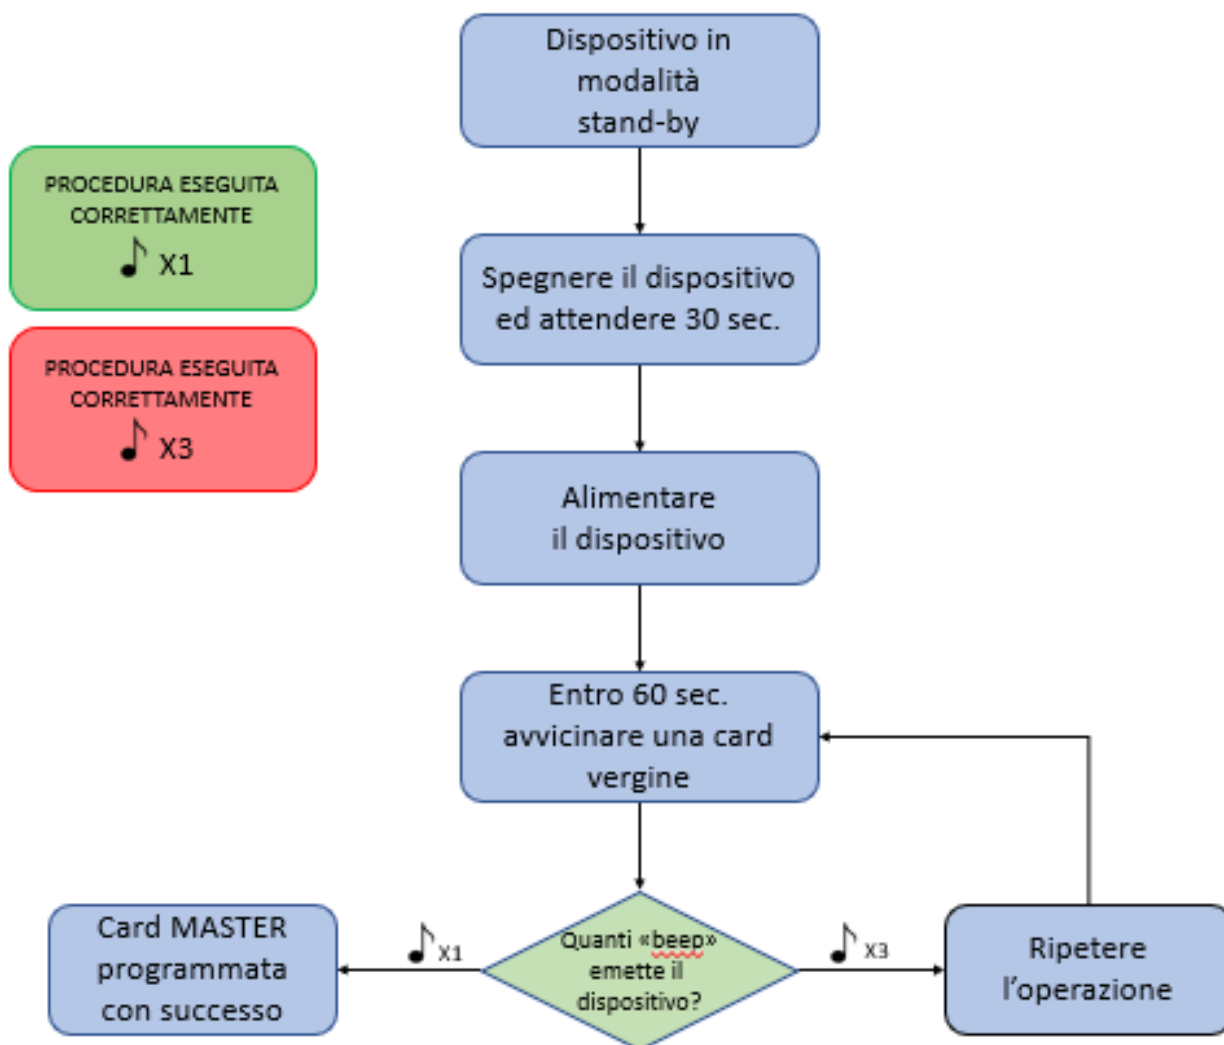 Dispositivo in
modalità
stand-by
PROCEDURA ESEGUITA
CORRETTAMENTE
♪ X1
Spegnere il dispositivo
ed attendere 30 sec.
PROCEDURA ESEGUITA
CORRETTAMENTE
♪ X3
Alimentare
il dispositivo
Entro 60 sec.
avvicinare una card
vergine
Quanti «beep»
emette il
dispositivo?
♪ X1
Card MASTER
programmata
con successo
♪ X3
Ripetere
l’operazione